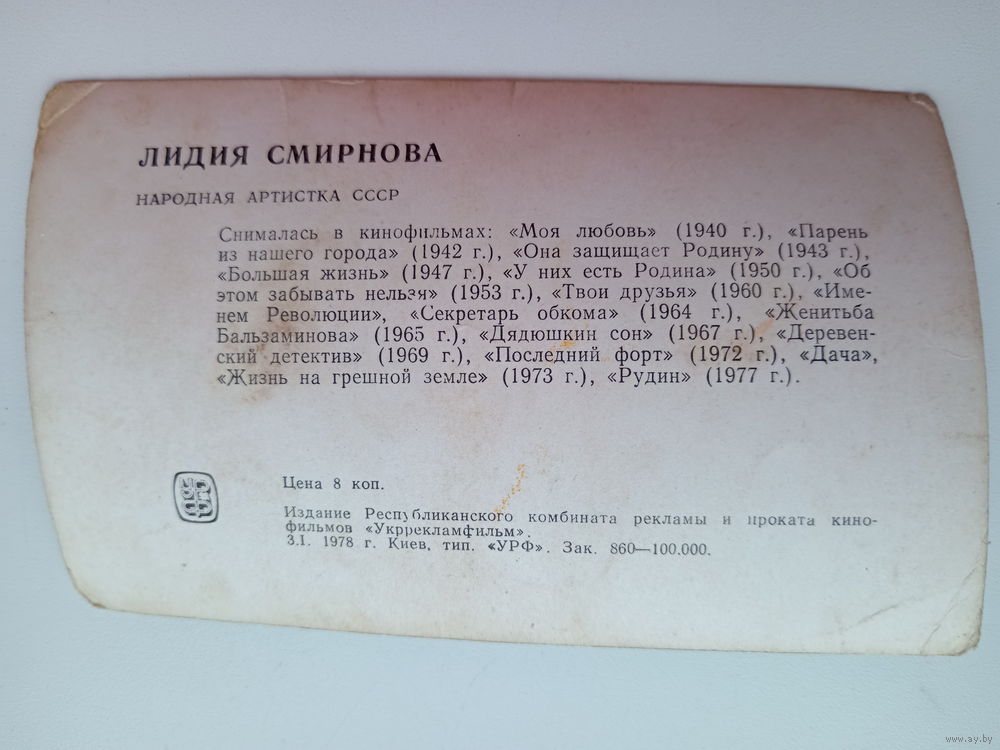 ЛИДИЯ СМИРНОВА
НАРОДНАЯ АРТИСТКА СССР
Снималась в кинофильмах: «Моя любовь» (1940 г.), «Парень
из нашего города» (1942 г.), «Она защищает Родину» (1943 г.),
«Большая жизнь» (1947 г.), «У них есть Родина» (1950 г.), «Об
этом забывать нельзя» (1953 г.), «Твои друзья» (1960 г.), «Име-
нем Революции», «Секретарь обкома» (1964 г.), «Женитьба
Бальзаминова» (1965 г.), «Дядюшкин сон» (1967 г.), «Деревен-
ский детектив» (1969 г.), «Последний форт» (1972 г.), «Дача»,
«Жизнь на грешной земле» (1973 г.), «Рудин» (1977 г.).
Цена 8 коп.
Издание Республиканского комбината рекламы и проката кино-
фильмов «Укррекламфильм».
3.I. 1978 г. Киев, тип. «УРФ». Зак. 860—100.000.
www.ay.by